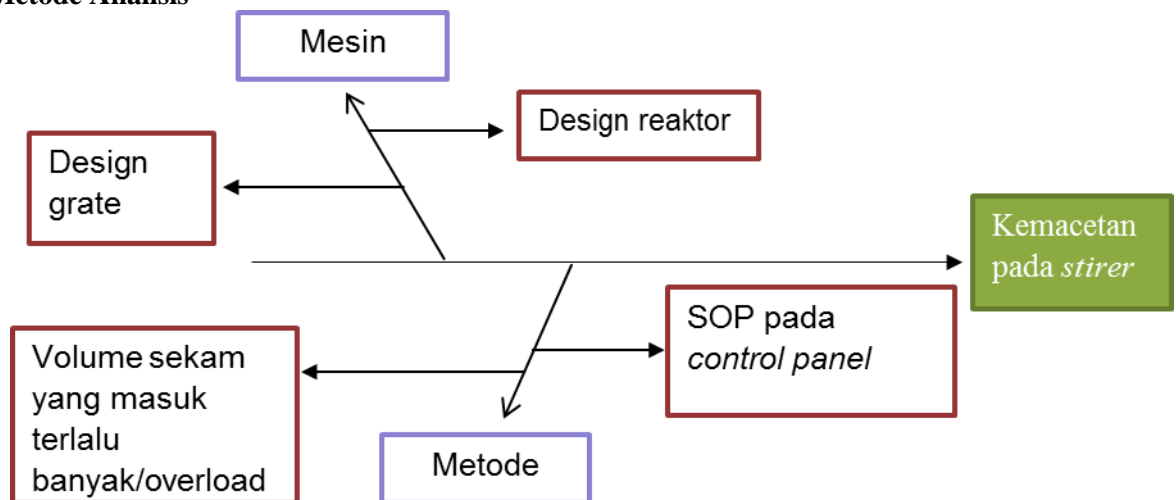 Metode Analisis
Mesin
Design reaktor
Design
grate
Kemacetan
pada stirer
SOP pada
control panel
Volume sekam
yang masuk
terlalu
banyak/overload
Metode